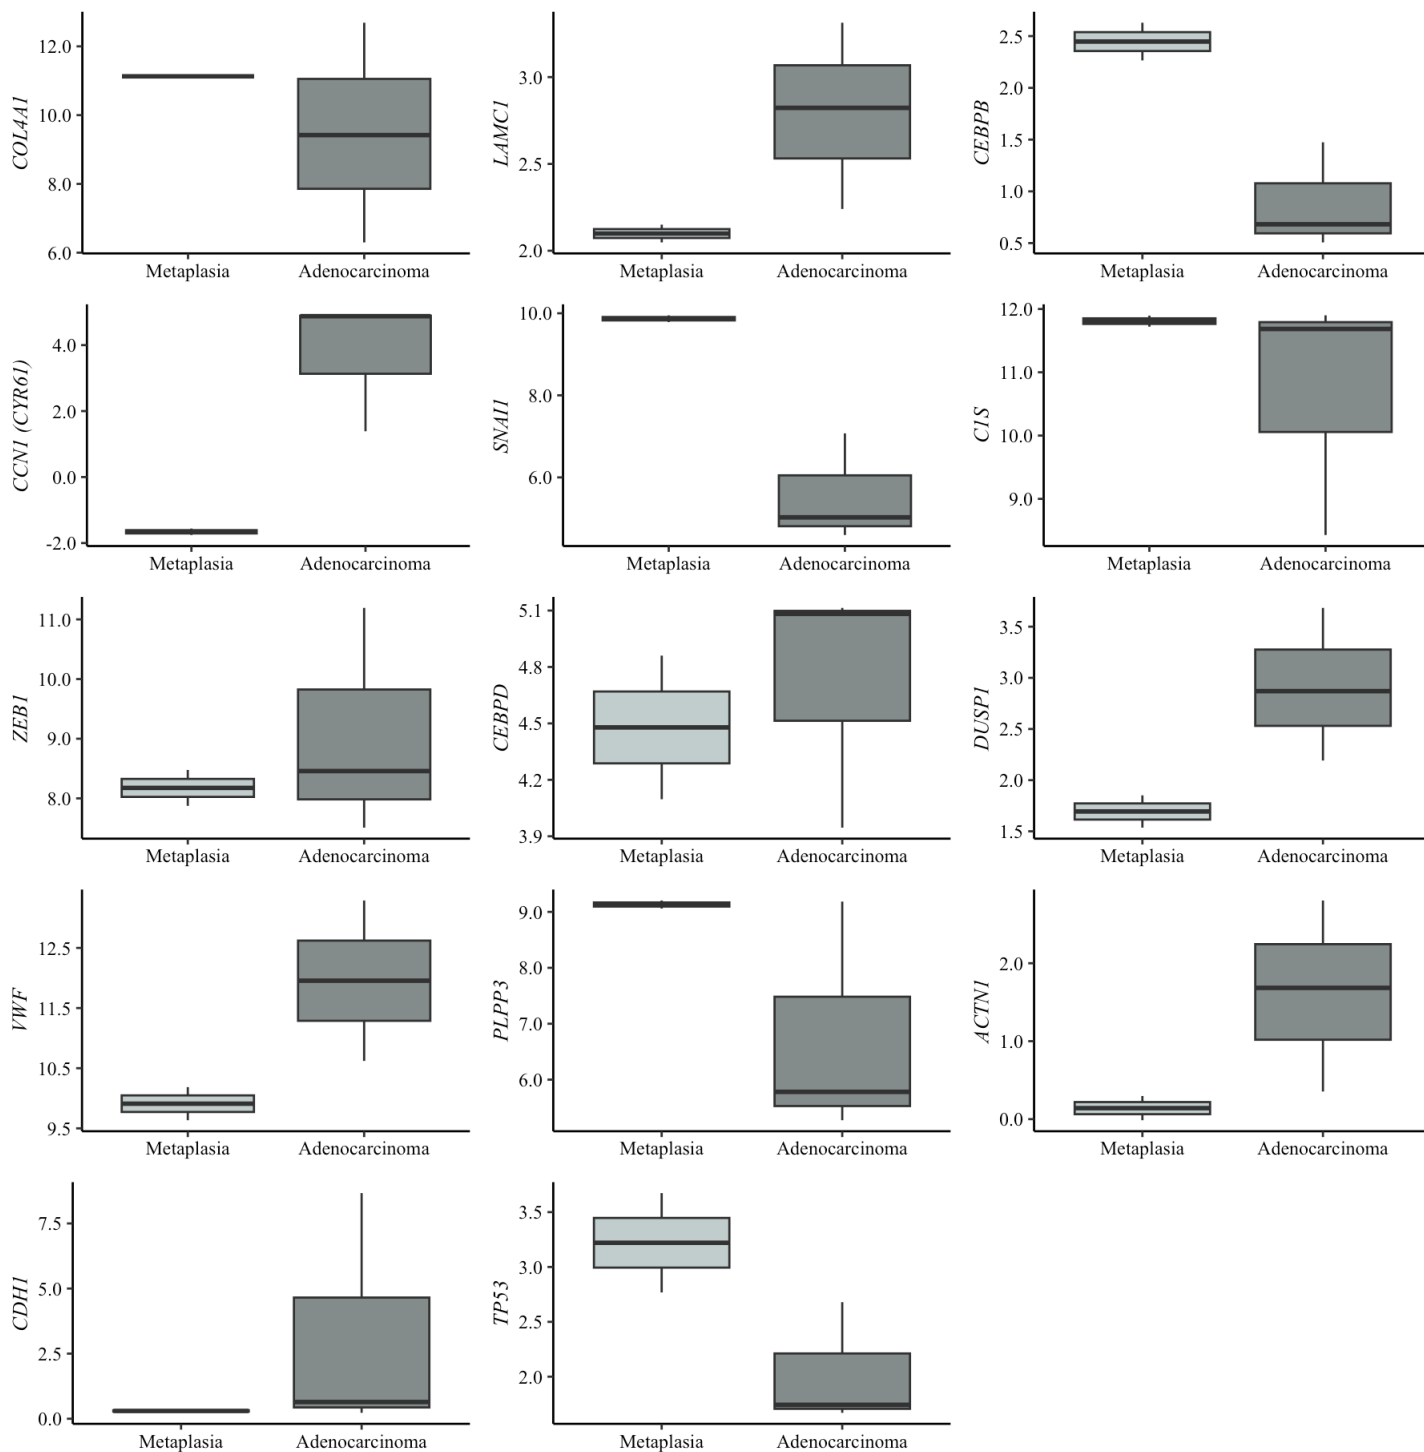 COL4A1
12.0
10.0
8.0
6.0
Metaplasia Adenocarcinoma
LAMC1
3.0
2.5
2.0
Metaplasia Adenocarcinoma
CEBPB
2.5
2.0
1.5
1.0
0.5
Metaplasia Adenocarcinoma
CCN1 (CYR61)
4.0
2.0
0.0
-2.0
Metaplasia Adenocarcinoma
SNAI1
10.0
8.0
6.0
Metaplasia Adenocarcinoma
C1S
12.0
11.0
10.0
9.0
Metaplasia Adenocarcinoma
ZEB1
11.0
10.0
9.0
8.0
Metaplasia Adenocarcinoma
CEBPD
5.1
4.8
4.5
4.2
3.9
Metaplasia Adenocarcinoma
DUSP1
3.5
3.0
2.5
2.0
1.5
Metaplasia Adenocarcinoma
VWF
12.5
11.5
10.5
9.5
Metaplasia Adenocarcinoma
PLPP3
9.0
8.0
7.0
6.0
Metaplasia Adenocarcinoma
ACTN1
2.0
1.0
0.0
Metaplasia Adenocarcinoma
CDH1
7.5
5.0
2.5
0.0
Metaplasia Adenocarcinoma
TP53
3.5
3.0
2.5
2.0
Metaplasia Adenocarcinoma